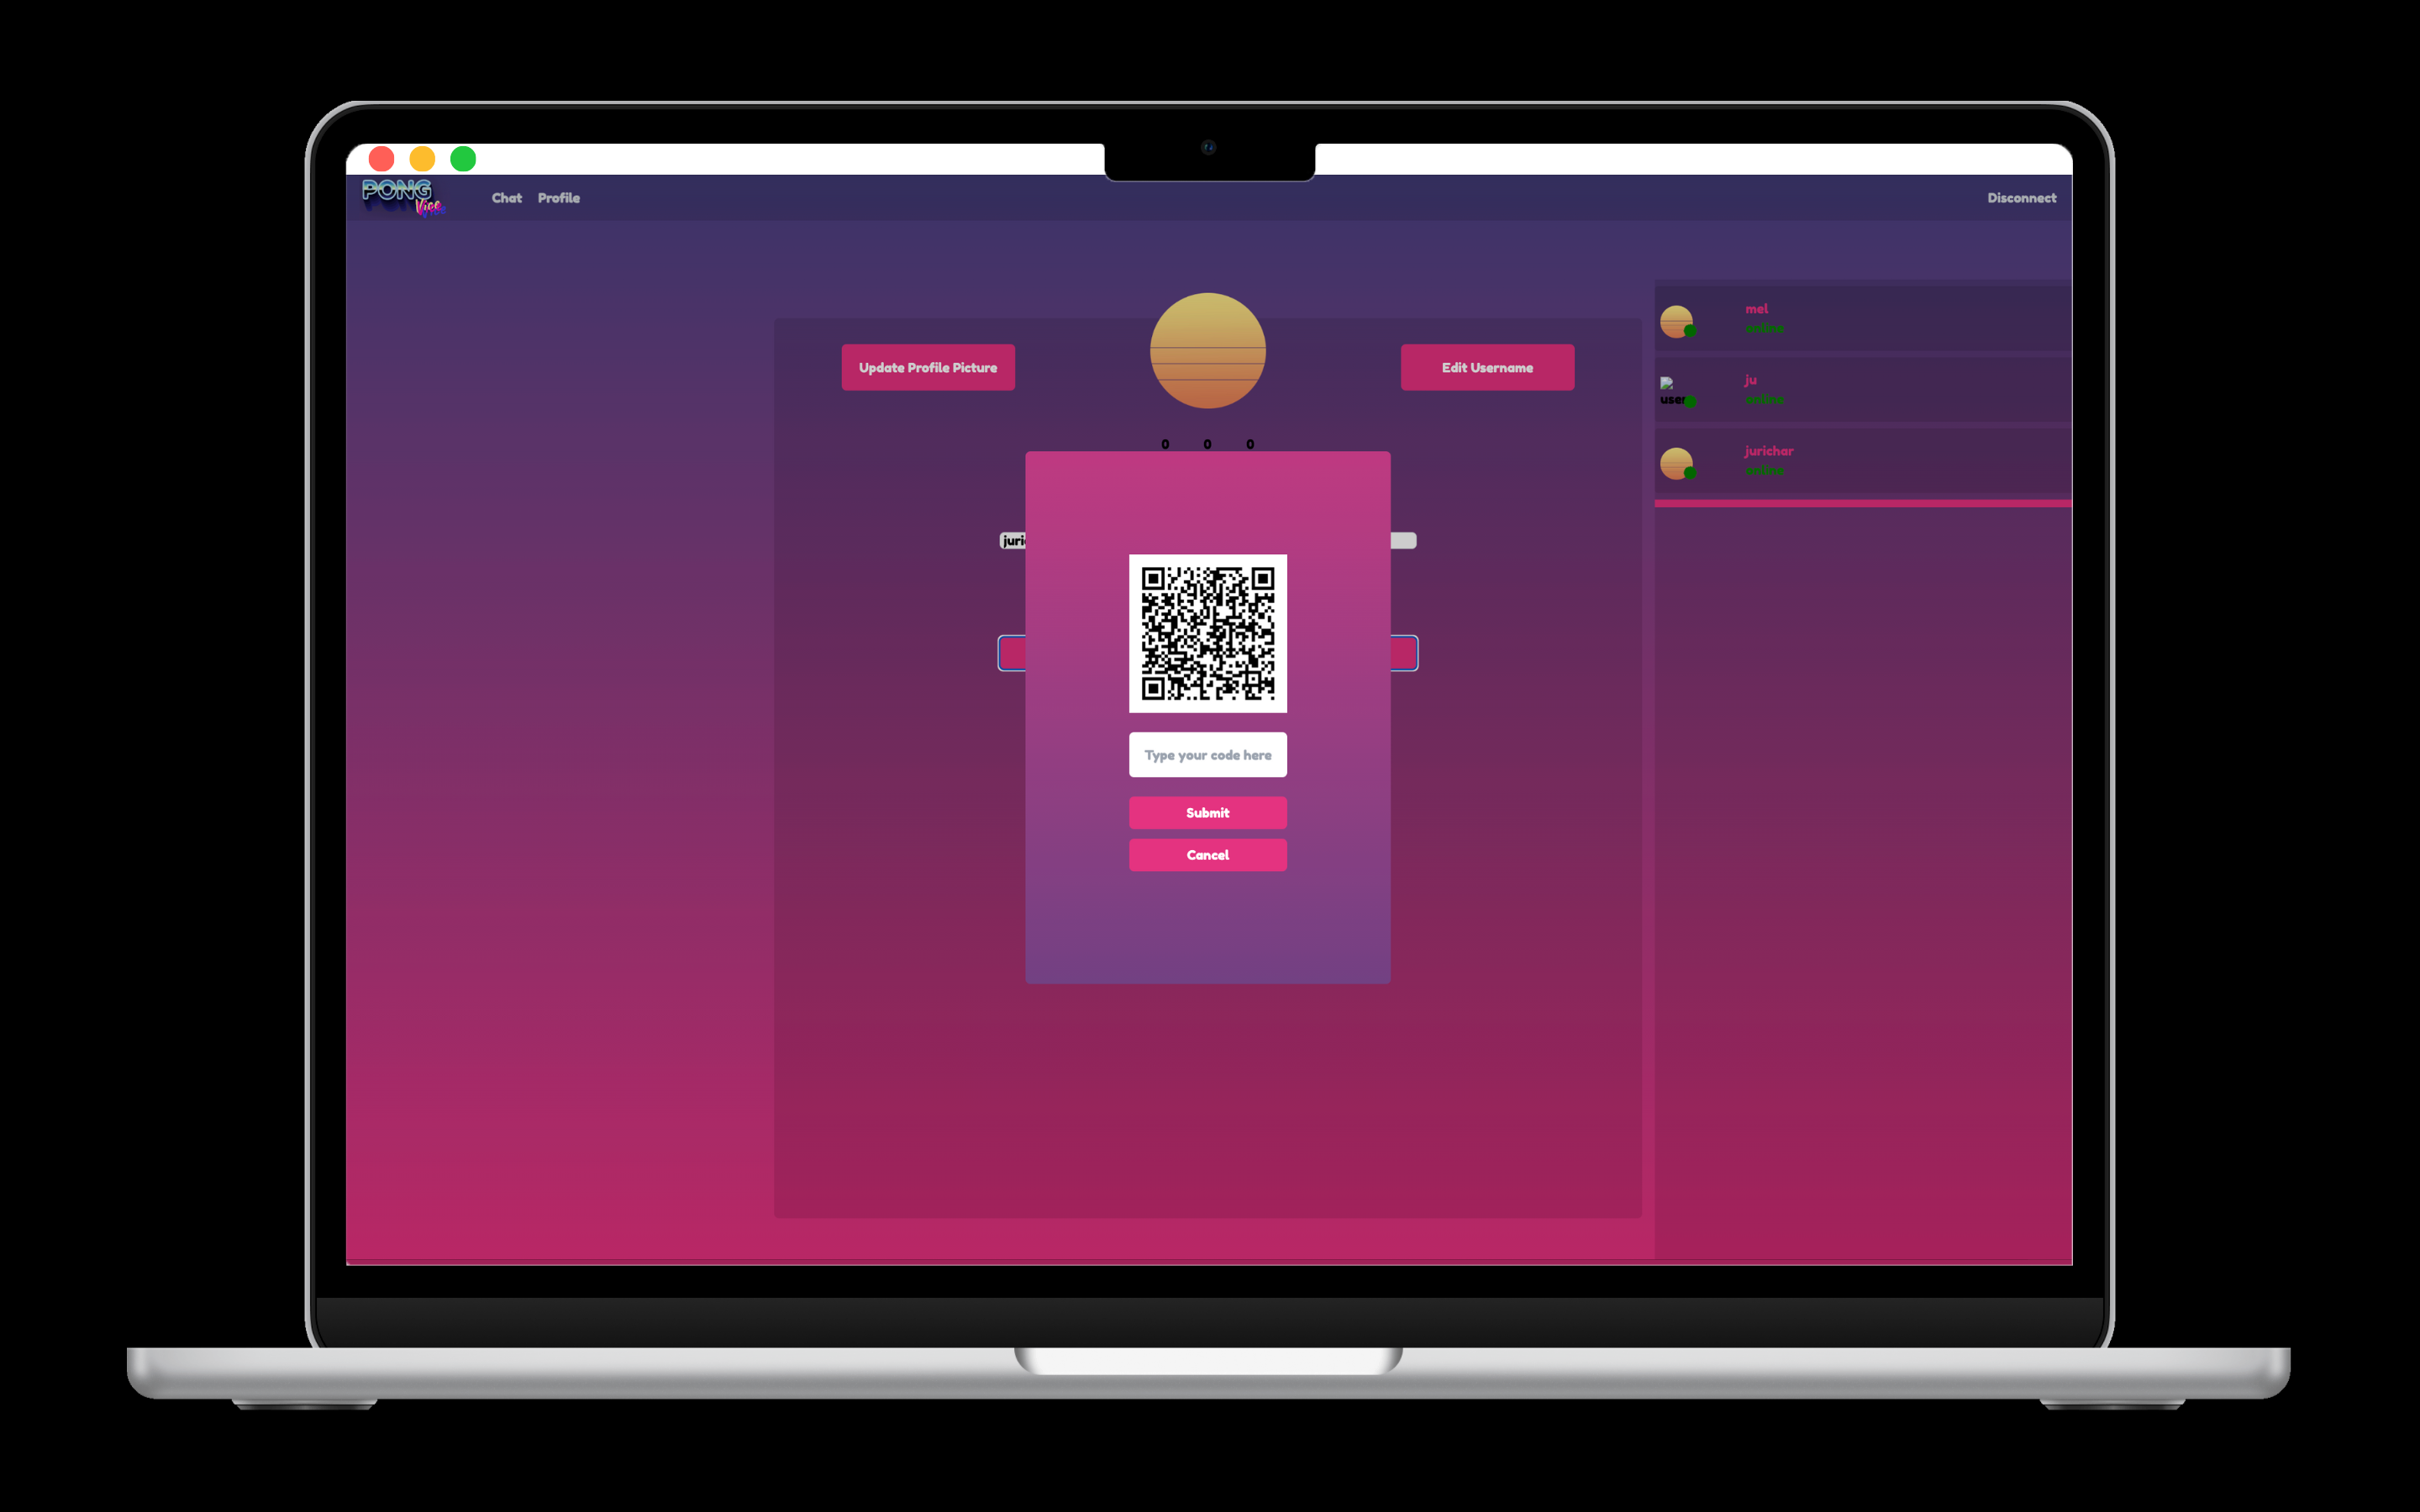 PONG
Vice
Chat Profile
Disconnect
Update Profile Picture
Edit Username
0 0 0
juri
Type your code here
Submit
Cancel
mel
online
ju
online
user
jurichar
online